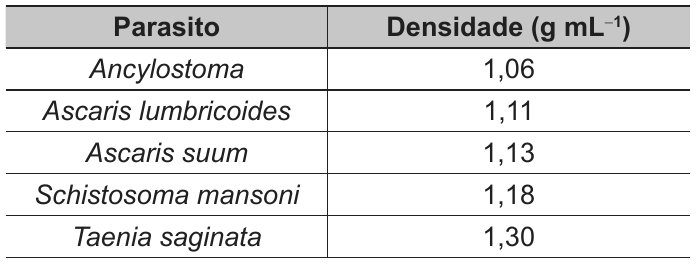 Parasito Densidade (g mL⁻¹)
Ancylostoma 1,06
Ascaris lumbricoides 1,11
Ascaris suum 1,13
Schistosoma mansoni 1,18
Taenia saginata 1,30